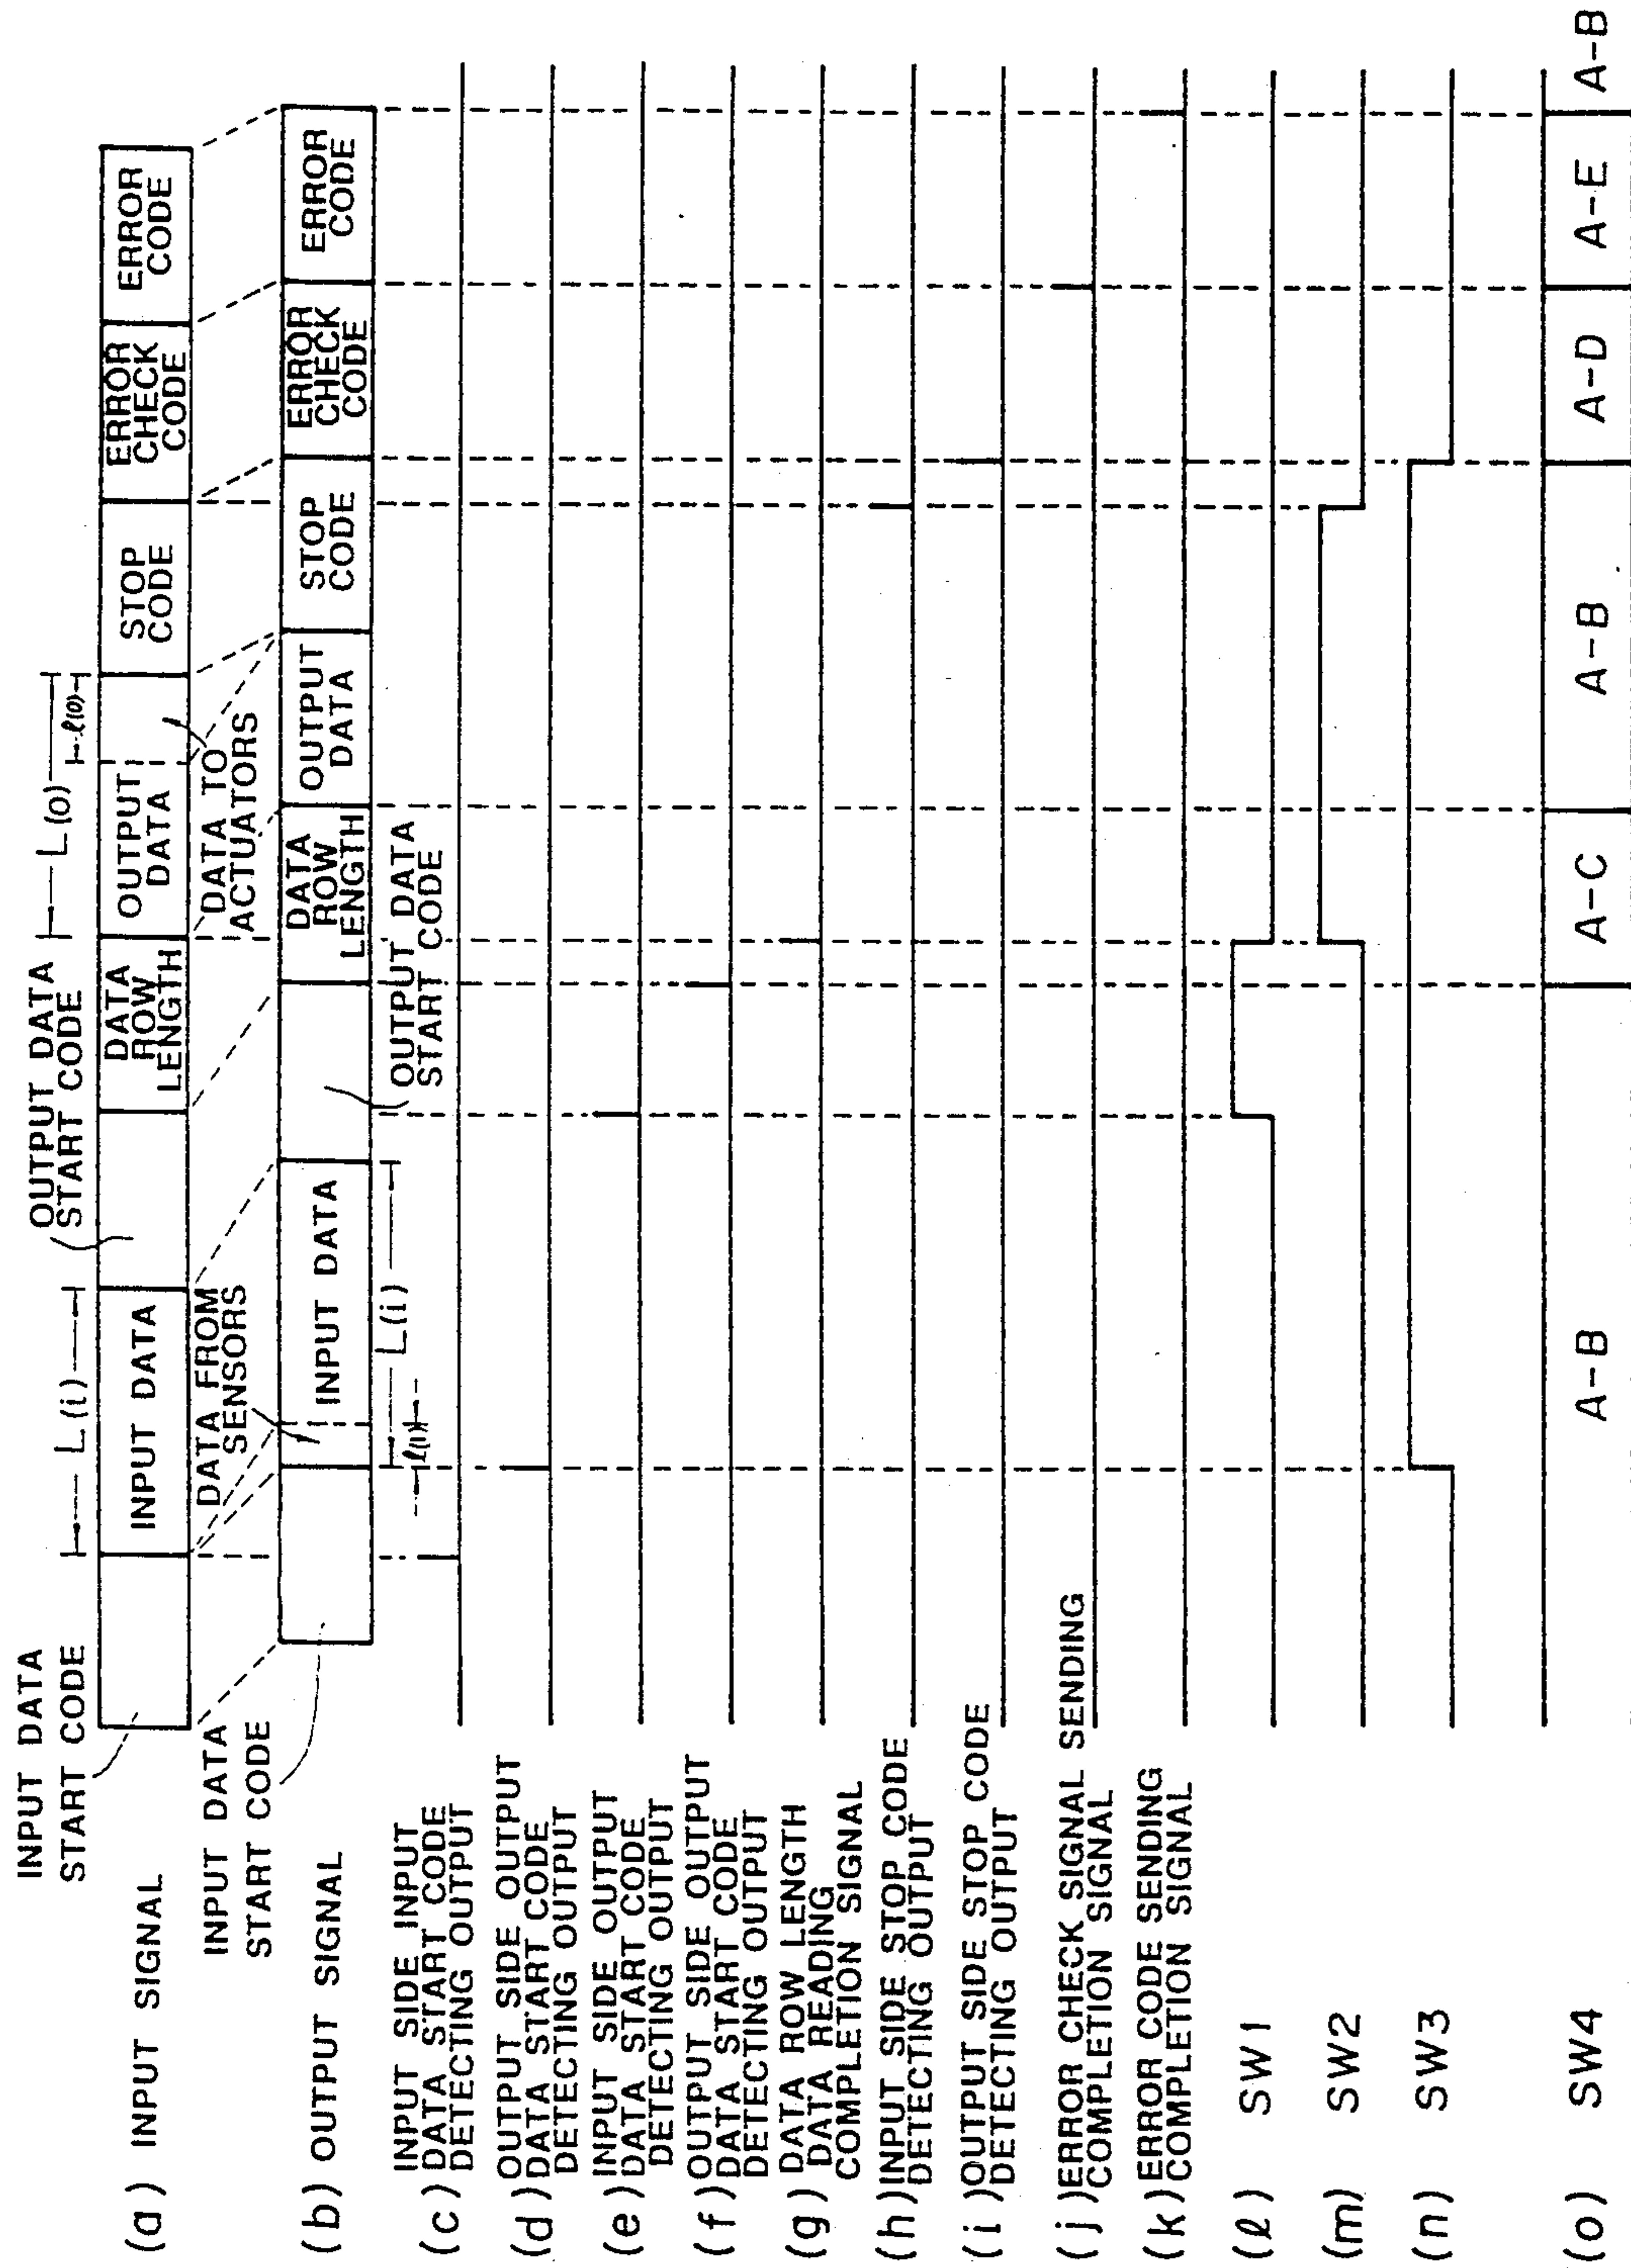 INPUT DATA
START CODE
L(i)
OUTPUT DATA
START CODE
L(o)
ℓ(o)
(a) INPUT SIGNAL
INPUT DATA
DATA
ROW
LENGTH
OUTPUT
DATA
STOP
CODE
ERROR
CHECK
CODE
ERROR
CODE
INPUT DATA
START CODE
DATA FROM
SENSORS
DATA TO
ACTUATORS
(b) OUTPUT SIGNAL
INPUT DATA
DATA
ROW
LENGTH
OUTPUT
DATA
STOP
CODE
ERROR
CHECK
CODE
ERROR
CODE
L(i)
OUTPUT DATA
START CODE
(c) INPUT SIDE INPUT
DATA START CODE
DETECTING OUTPUT
(d) OUTPUT SIDE OUTPUT
DATA START CODE
DETECTING OUTPUT
(e) INPUT SIDE OUTPUT
DATA START CODE
DETECTING OUTPUT
(f) OUTPUT SIDE OUTPUT
DATA START CODE
DETECTING OUTPUT
(g) DATA ROW LENGTH
DATA READING
COMPLETION SIGNAL
(h) INPUT SIDE STOP CODE
DETECTING OUTPUT
(i) OUTPUT SIDE STOP CODE
DETECTING OUTPUT
(j) ERROR CHECK SIGNAL SENDING
COMPLETION SIGNAL
(k) ERROR CODE SENDING
COMPLETION SIGNAL
(ℓ) SW1
(m) SW2
(n) SW3
(o) SW4
A-B
A-C
A-B
A-D
A-E
A-B